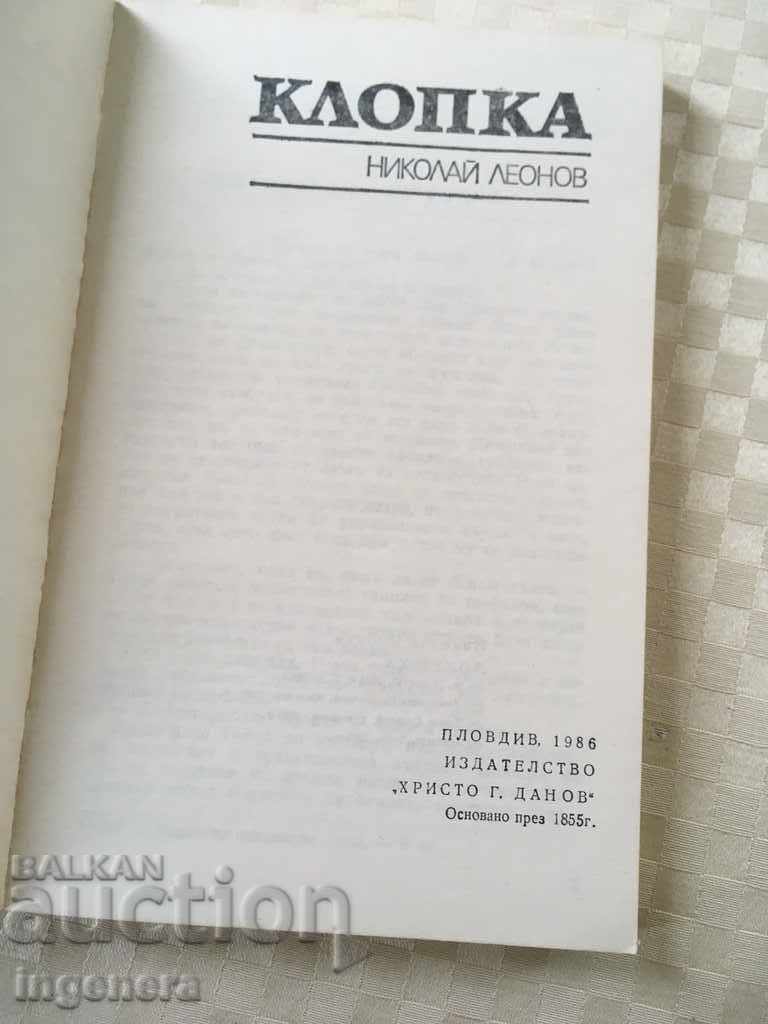 КЛОПКА
НИКОЛАЙ ЛЕОНОВ
ПЛОВДИВ, 1986
ИЗДАТЕЛСТВО
„ХРИСТО Г. ДАНОВ"
Основано през 1855г.
BALKAN
auction
ingenera